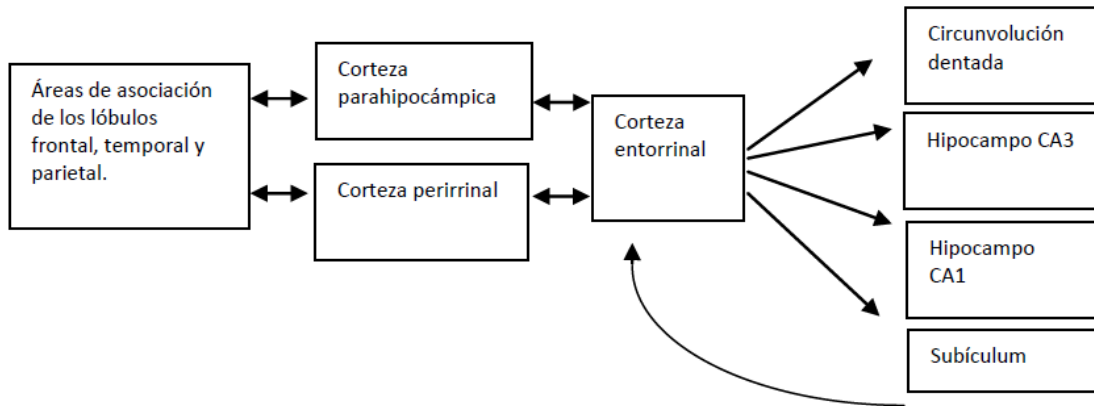 Áreas de asociación
de los lóbulos
frontal, temporal y
parietal.
Corteza
parahipocámpica
Corteza perirrinal
Corteza
entorrinal
Circunvolución
dentada
Hipocampo CA3
Hipocampo
CA1
Subículum